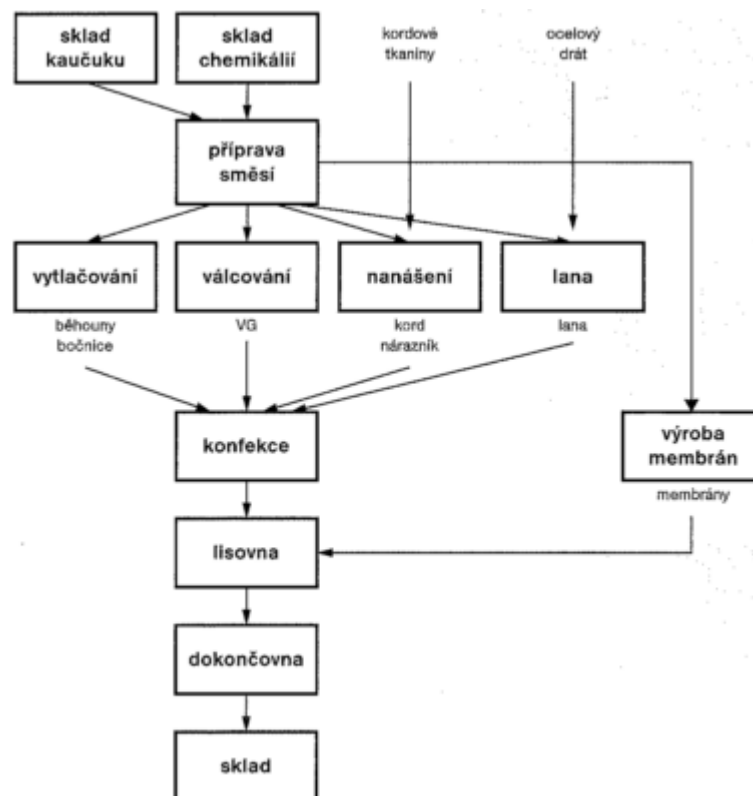 sklad
kaučuku
sklad
chemikálií
kordové
tkaniny
ocelový
drát
příprava
směsí
vytlačování
válcování
nanášení
lana
běhouny
bočnice
VG
kord
nárazník
lana
konfekce
výroba
membrán
membrány
lisovna
dokončovna
sklad